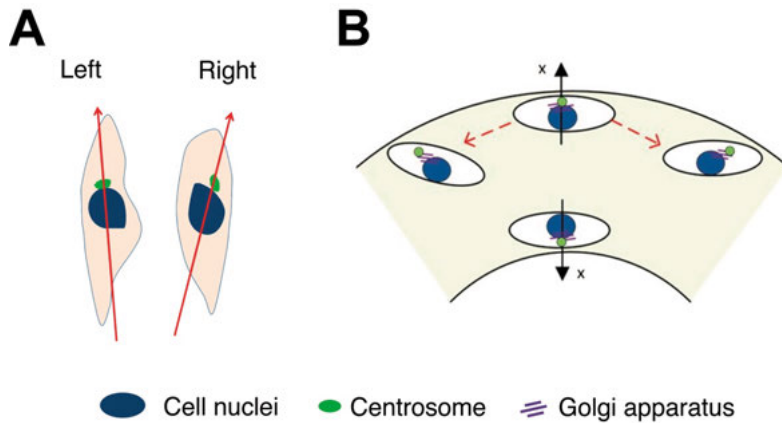 A
B
Left
Right
x
x
Cell nuclei
Centrosome
Golgi apparatus